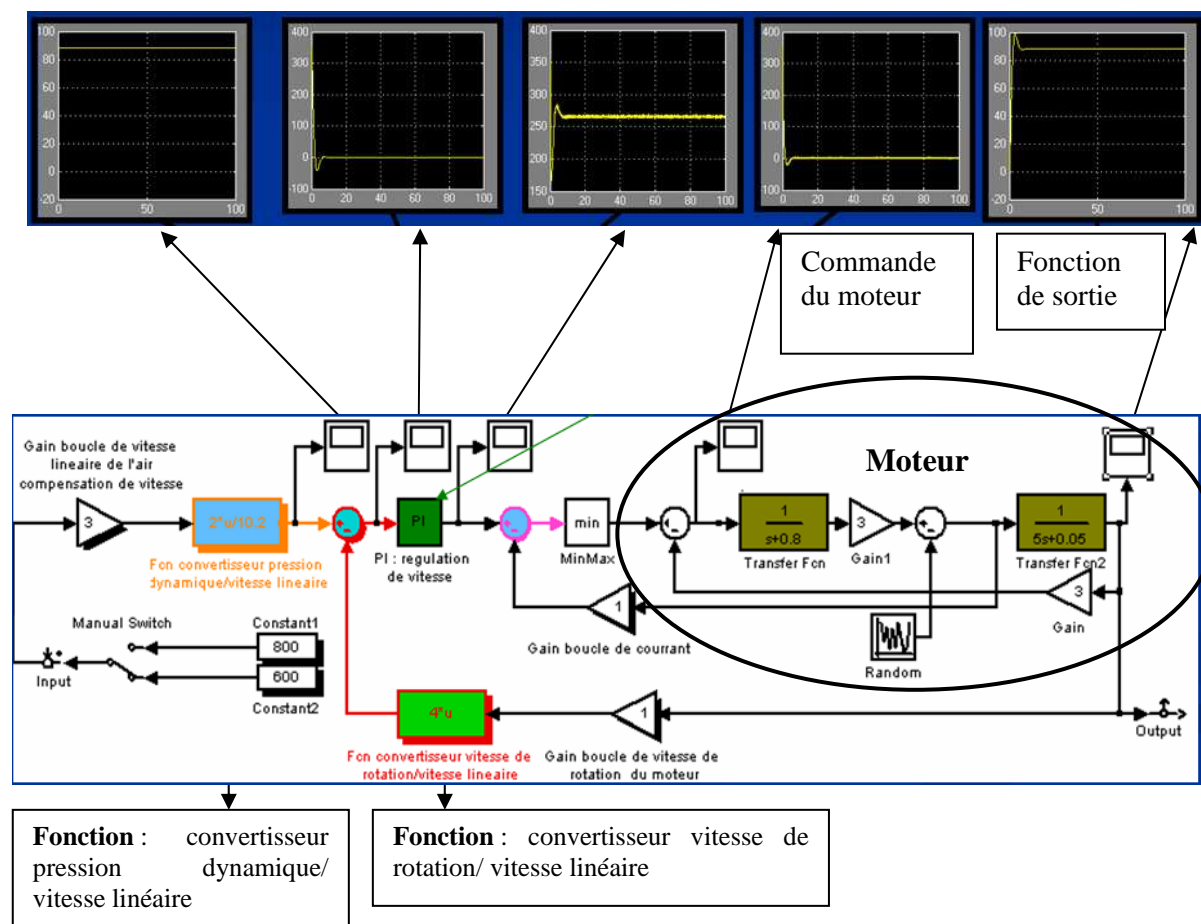 100
80
60
40
20
0
-20
0
50
100
400
300
200
100
0
-100
0
20
40
60
80
100
400
350
300
250
200
150
0
20
40
60
80
100
400
300
200
100
0
-100
0
20
40
60
80
100
100
80
60
40
20
0
-20
0
50
100
Commande
du moteur
Fonction
de sortie
Gain boucle de vitesse
lineaire de l'air
compensation de vitesse
3
2*u/10.2
Fcn convertisseur pression
dynamique/vitesse lineaire
PI
PI : regulation
de vitesse
min
MinMax
Moteur
1
s+0.8
Transfer Fcn
3
Gain1
1
5s+0.05
Transfer Fcn2
3
Gain
1
Gain boucle de courrant
Random
Manual Switch
Constant1
800
600
Constant2
Input
4*u
Fcn convertisseur vitesse de
rotation/vitesse lineaire
1
Gain boucle de vitesse de
rotation du moteur
Output
Fonction : convertisseur
pression dynamique/
vitesse linéaire
Fonction : convertisseur vitesse de
rotation/ vitesse linéaire